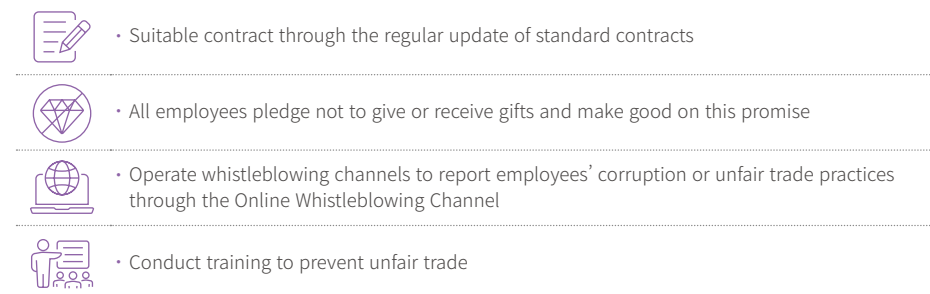 · Suitable contract through the regular update of standard contracts
· All employees pledge not to give or receive gifts and make good on this promise
· Operate whistleblowing channels to report employees’ corruption or unfair trade practices
through the Online Whistleblowing Channel
· Conduct training to prevent unfair trade